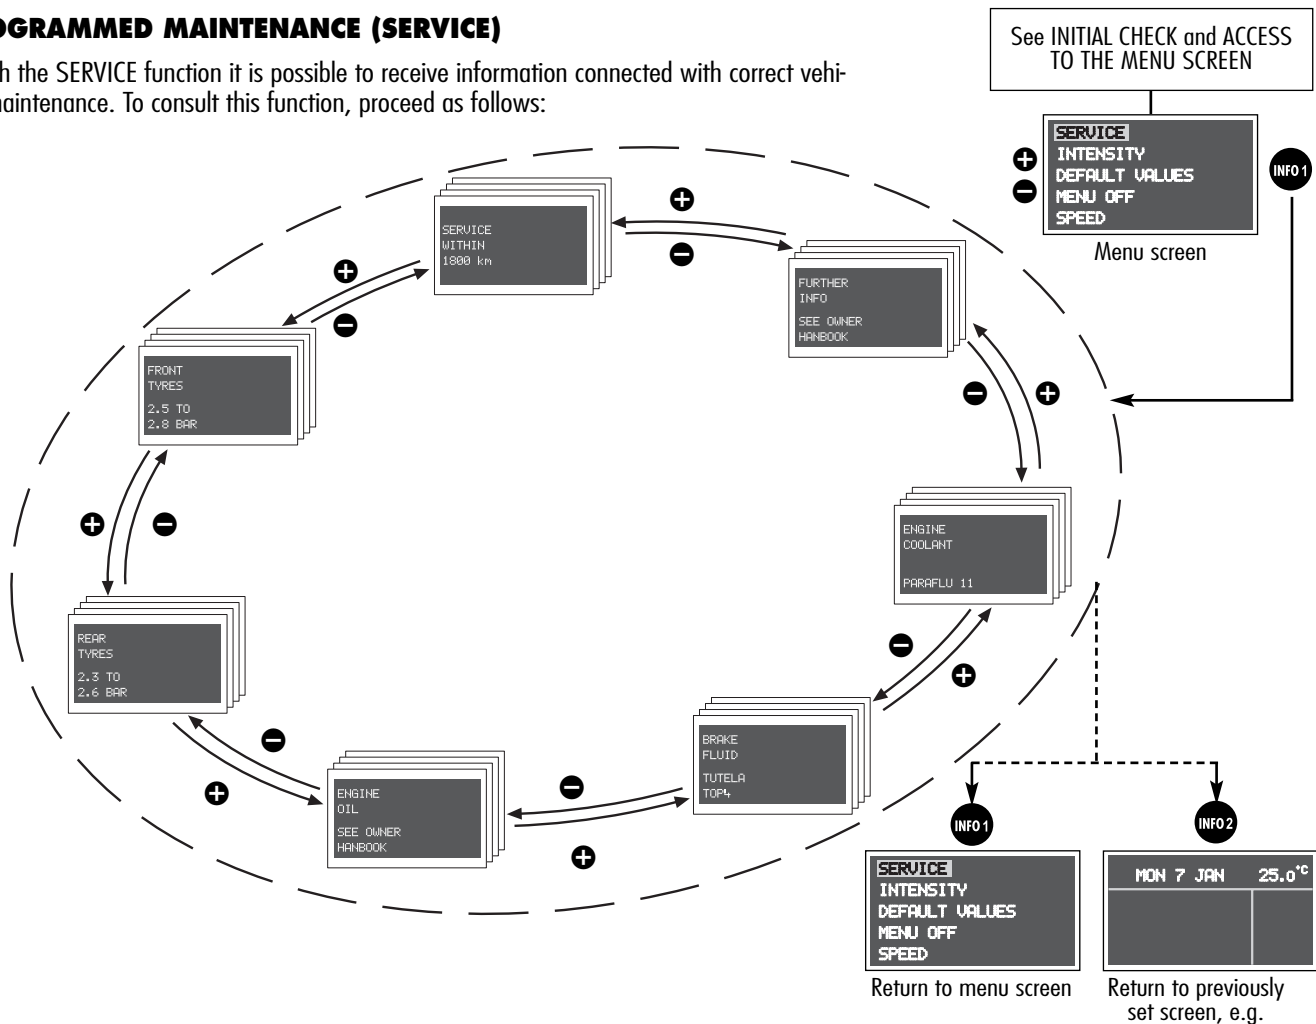 OGRAMMED MAINTENANCE (SERVICE)
h the SERVICE function it is possible to receive information connected with correct vehi-
naintenance. To consult this function, proceed as follows:
See INITIAL CHECK and ACCESS
TO THE MENU SCREEN
SERVICE
INTENSITY
DEFAULT VALUES
MENU OFF
SPEED
INFO 1
Menu screen
SERVICE
WITHIN
1800 km
FURTHER
INFO
SEE OWNER
HANBOOK
FRONT
TYRES
2.5 TO
2.8 BAR
ENGINE
COOLANT
PARAFLU 11
REAR
TYRES
2.3 TO
2.6 BAR
BRAKE
FLUID
TUTELA
TOP4
ENGINE
OIL
SEE OWNER
HANBOOK
INFO 1
INFO 2
SERVICE
INTENSITY
DEFAULT VALUES
MENU OFF
SPEED
Return to menu screen
MON 7 JAN 25.0°C
Return to previously
set screen, e.g.